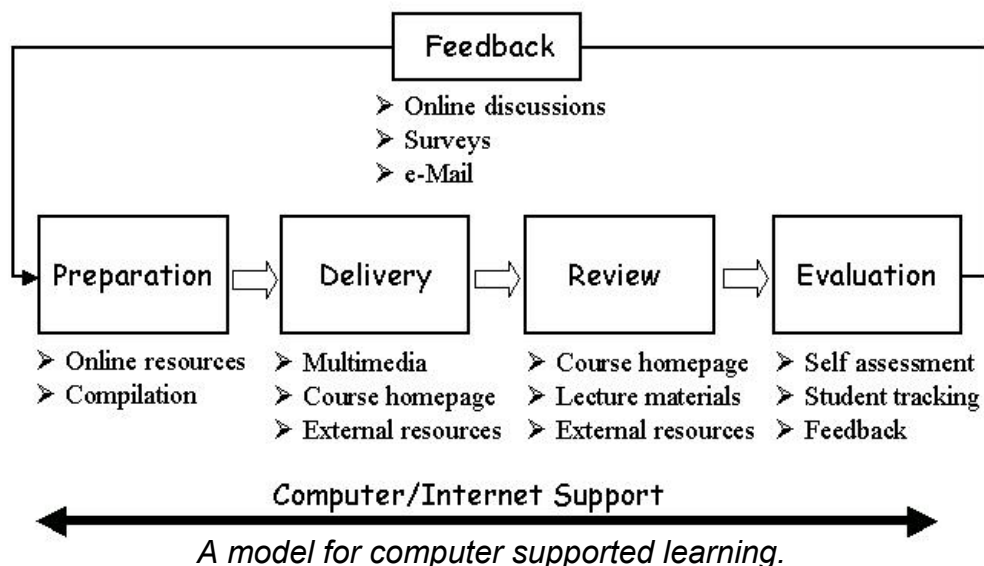 Feedback
➢ Online discussions
➢ Surveys
➢ e-Mail
Preparation
➢ Online resources
➢ Compilation
Delivery
➢ Multimedia
➢ Course homepage
➢ External resources
Review
➢ Course homepage
➢ Lecture materials
➢ External resources
Evaluation
➢ Self assessment
➢ Student tracking
➢ Feedback
Computer/Internet Support
A model for computer supported learning.